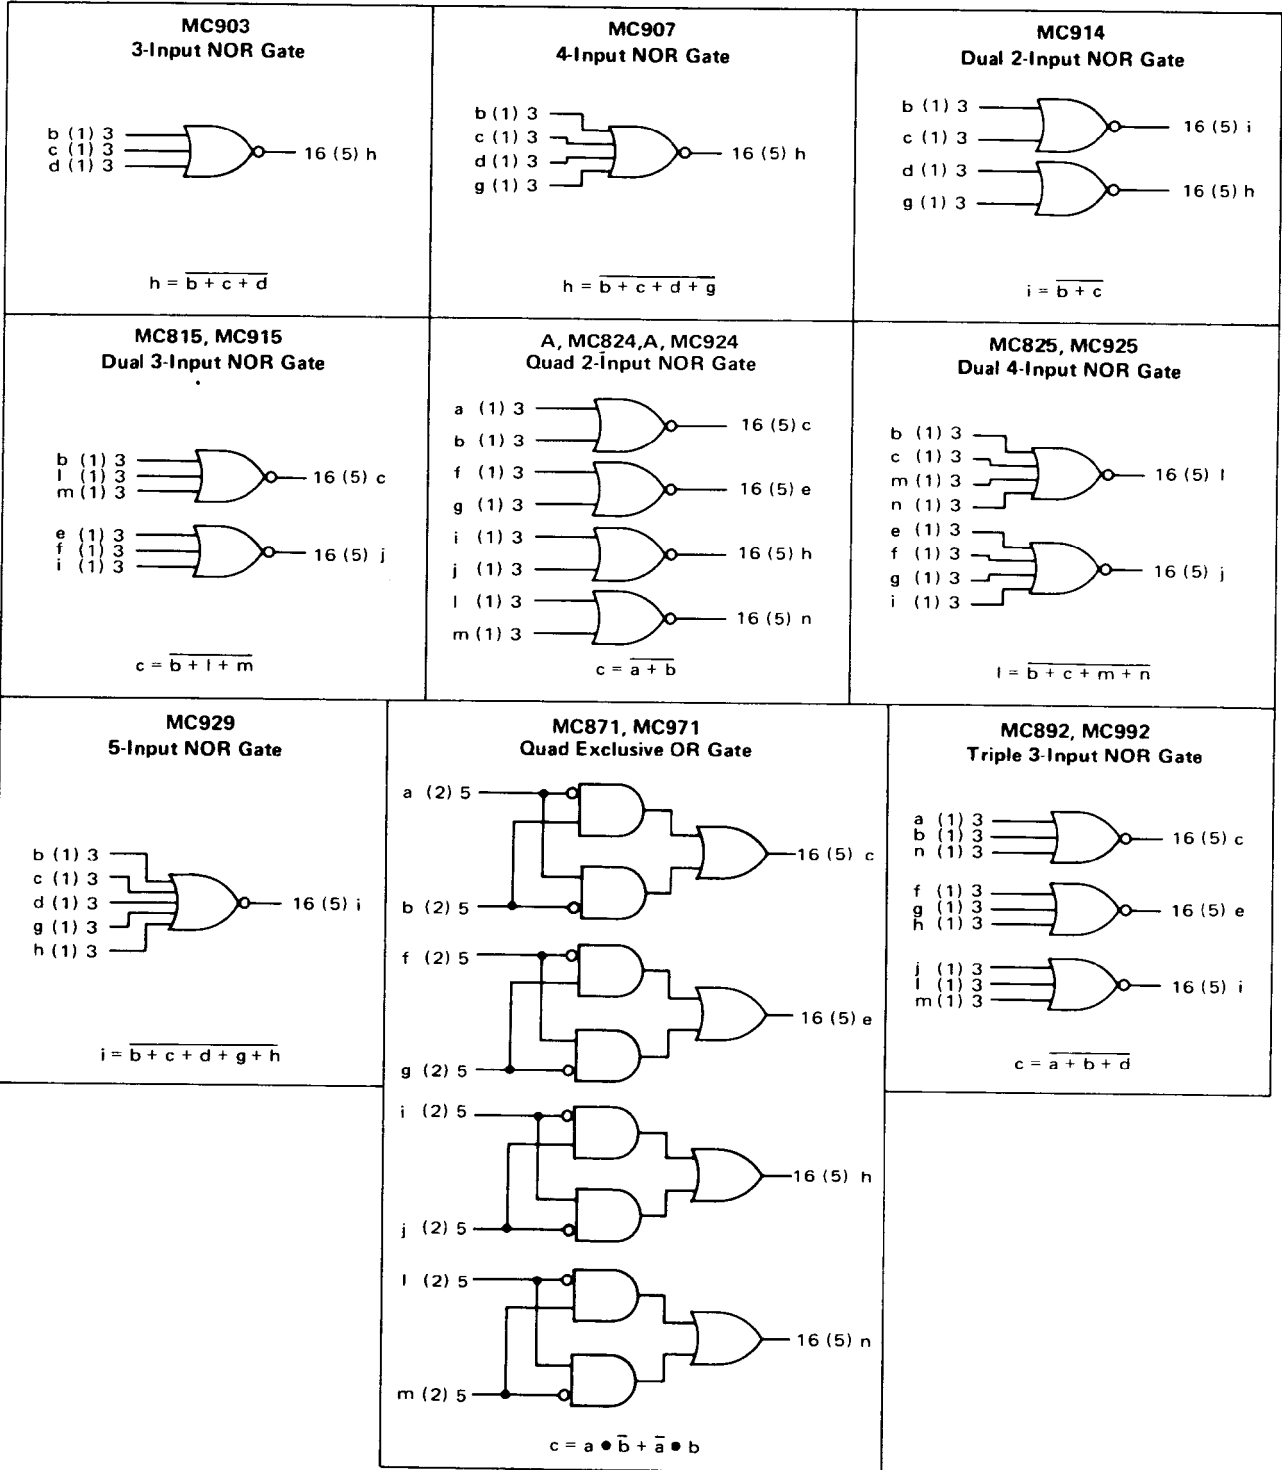 MC903
3-Input NOR Gate
b (1) 3
c (1) 3
d (1) 3
16 (5) h
h = \overline{b + c + d}
MC907
4-Input NOR Gate
b (1) 3
c (1) 3
d (1) 3
g (1) 3
16 (5) h
h = \overline{b + c + d + g}
MC914
Dual 2-Input NOR Gate
b (1) 3
c (1) 3
16 (5) i
d (1) 3
g (1) 3
16 (5) h
i = \overline{b + c}
MC815, MC915
Dual 3-Input NOR Gate
b (1) 3
l (1) 3
m (1) 3
16 (5) c
e (1) 3
f (1) 3
i (1) 3
16 (5) j
c = \overline{b + l + m}
A, MC824,A, MC924
Quad 2-Input NOR Gate
a (1) 3
b (1) 3
16 (5) c
f (1) 3
g (1) 3
16 (5) e
i (1) 3
j (1) 3
16 (5) h
l (1) 3
m (1) 3
16 (5) n
c = \overline{a + b}
MC825, MC925
Dual 4-Input NOR Gate
b (1) 3
c (1) 3
m (1) 3
n (1) 3
16 (5) l
e (1) 3
f (1) 3
g (1) 3
i (1) 3
16 (5) j
l = \overline{b + c + m + n}
MC929
5-Input NOR Gate
b (1) 3
c (1) 3
d (1) 3
g (1) 3
h (1) 3
16 (5) i
i = \overline{b + c + d + g + h}
MC871, MC971
Quad Exclusive OR Gate
a (2) 5
16 (5) c
b (2) 5
f (2) 5
16 (5) e
g (2) 5
i (2) 5
16 (5) h
j (2) 5
l (2) 5
16 (5) n
m (2) 5
c = a ● \overline{b} + \overline{a} ● b
MC892, MC992
Triple 3-Input NOR Gate
a (1) 3
b (1) 3
n (1) 3
16 (5) c
f (1) 3
g (1) 3
h (1) 3
16 (5) e
j (1) 3
l (1) 3
m (1) 3
16 (5) i
c = \overline{a + b + d}